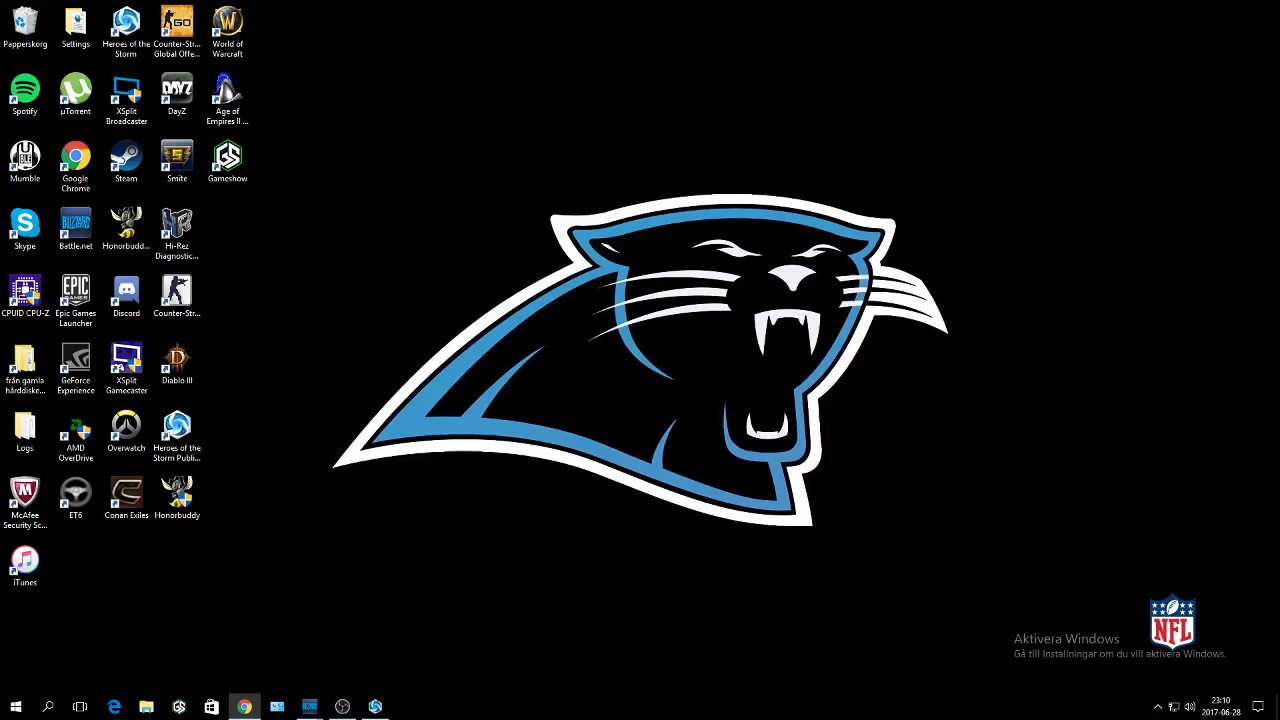 Papperskorg
Settings
Heroes of the
Storm
Counter-Str...
Global Offe...
World of
Warcraft
Spotify
µTorrent
XSplit
Broadcaster
DayZ
Age of
Empires II ...
Mumble
Google
Chrome
Steam
Smite
Gameshow
Skype
Battle.net
Honorbudd...
Hi-Rez
Diagnostic...
CPUID CPU-Z
Epic Games
Launcher
Discord
Counter-Str...
från gamla
hårddiske...
GeForce
Experience
XSplit
Gamecaster
Diablo III
Logs
AMD
OverDrive
Overwatch
Heroes of the
Storm Publi...
McAfee
Security Sc...
ET6
Conan Exiles
Honorbuddy
iTunes
NFL
Aktivera Windows
Gå till Inställningar om du vill aktivera Windows.
23:10
2017-06-28